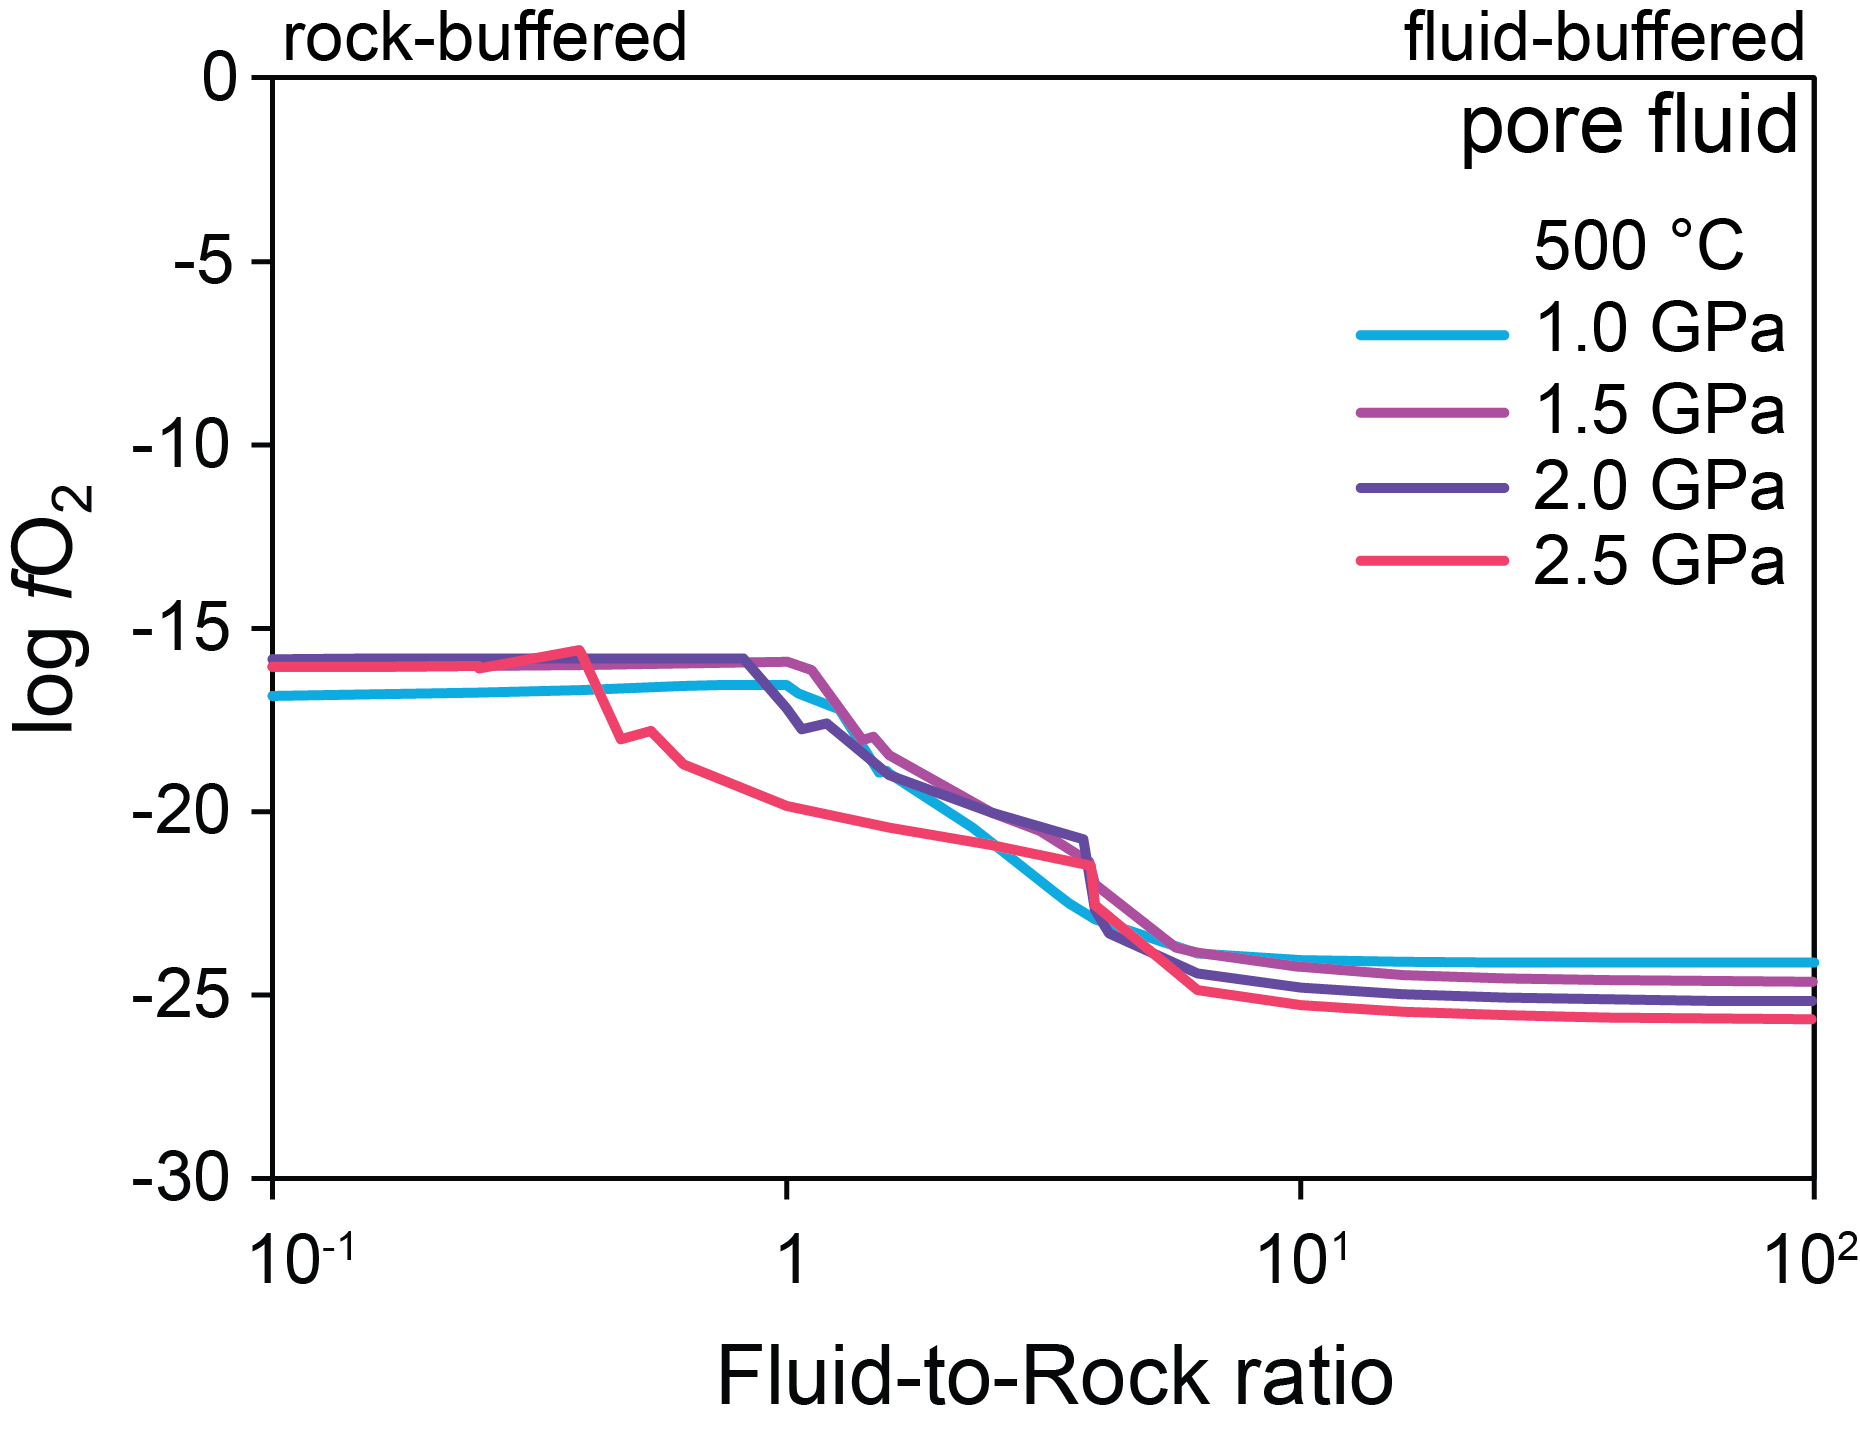 rock-buffered fluid-buffered
0
pore fluid
500 °C
-5
1.0 GPa
1.5 GPa
-10
2.0 GPa
2.5 GPa
log fO₂
-15
-20
-25
-30
10⁻¹ 1 10¹ 10²
Fluid-to-Rock ratio